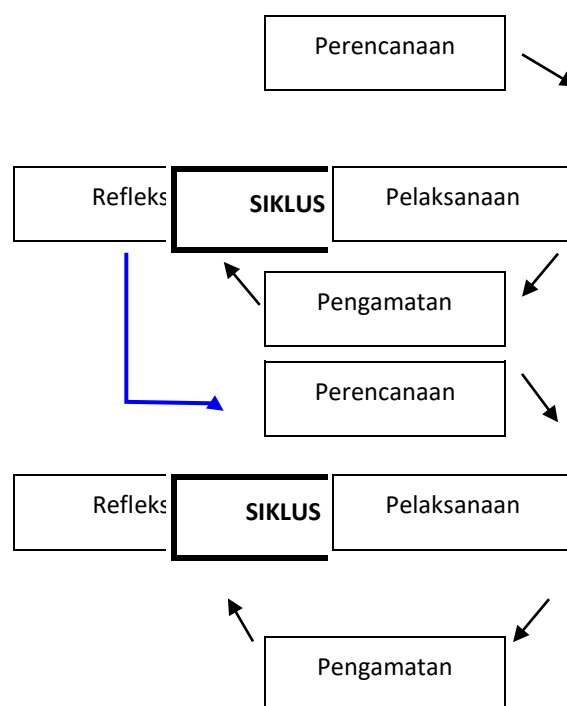 Perencanaan
Refleks
SIKLUS
Pelaksanaan
Pengamatan
Perencanaan
Refleks
SIKLUS
Pelaksanaan
Pengamatan